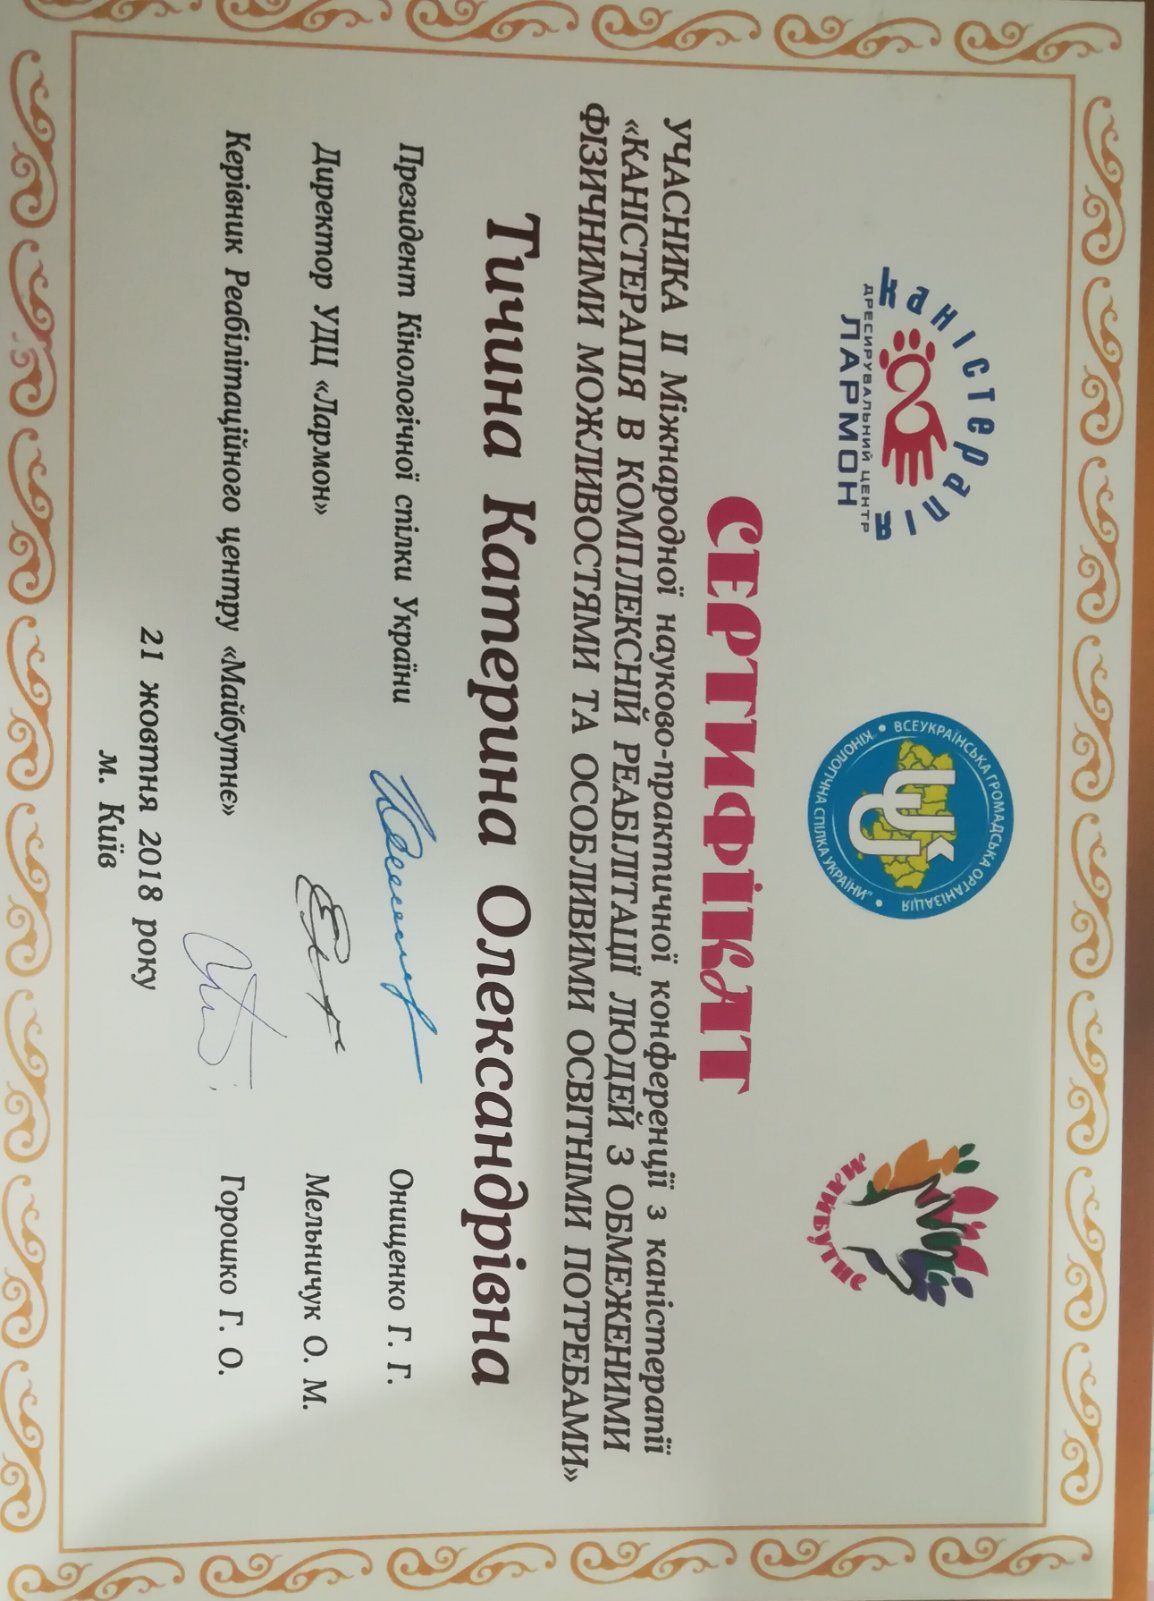 каністерапія
ДРЕСИРУВАЛЬНИЙ ЦЕНТР
ЛАРМОН
ВСЕУКРАЇНСЬКА ГРОМАДСЬКА ОРГАНІЗАЦІЯ
КІНОЛОГІЧНА СПІЛКА УКРАЇНИ"
МАЙБУТНЄ
СЕРТИФІКАТ
УЧАСНИКА II Міжнародної науково-практичної конференції з каністерапії
«КАНІСТЕРАПІЯ В КОМПЛЕКСНІЙ РЕАБІЛІТАЦІЇ ЛЮДЕЙ З ОБМЕЖЕНИМИ
ФІЗИЧНИМИ МОЖЛИВОСТЯМИ ТА ОСОБЛИВИМИ ОСВІТНІМИ ПОТРЕБАМИ»
Тичина Катерина Олександрівна
Президент Кінологічної спілки України Онищенко Г. Г.
Директор УДЦ «Лармон» Мельничук О. М.
Керівник Реабілітаційного центру «Майбутнє» Горошко Г. О.
21 жовтня 2018 року
м. Київ